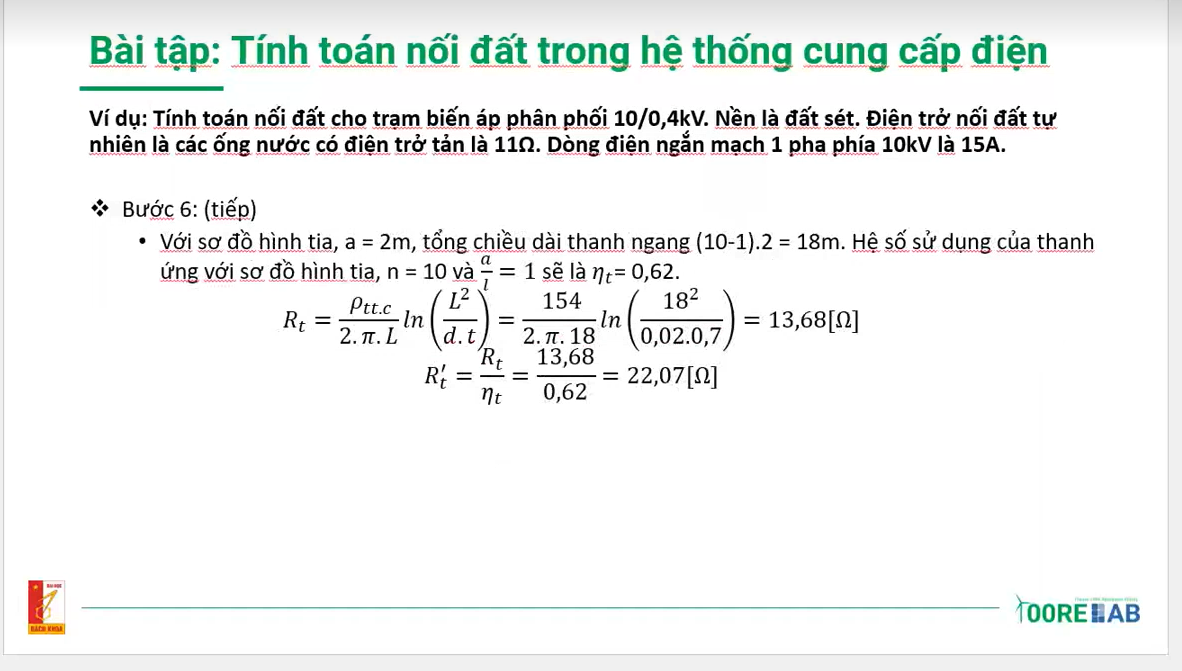 Bài tập: Tính toán nối đất trong hệ thống cung cấp điện
Ví dụ: Tính toán nối đất cho trạm biến áp phân phối 10/0,4kV. Nền là đất sét. Điện trở nối đất tự
nhiên là các ống nước có điện trở tản là 11Ω. Dòng điện ngắn mạch 1 pha phía 10kV là 15A.
❖ Bước 6: (tiếp)
• Với sơ đồ hình tia, a = 2m, tổng chiều dài thanh ngang (10-1).2 = 18m. Hệ số sử dụng của thanh
ứng với sơ đồ hình tia, n = 10 và a/l = 1 sẽ là ηt= 0,62.
Rt = ρtt.c / 2.π.L ln(L² / d.t) = 154 / 2.π.18 ln(18² / 0,02.0,7) = 13,68[Ω]
R't = Rt / ηt = 13,68 / 0,62 = 22,07[Ω]
ĐẠI HỌC
BÁCH KHOA
TOORELAB